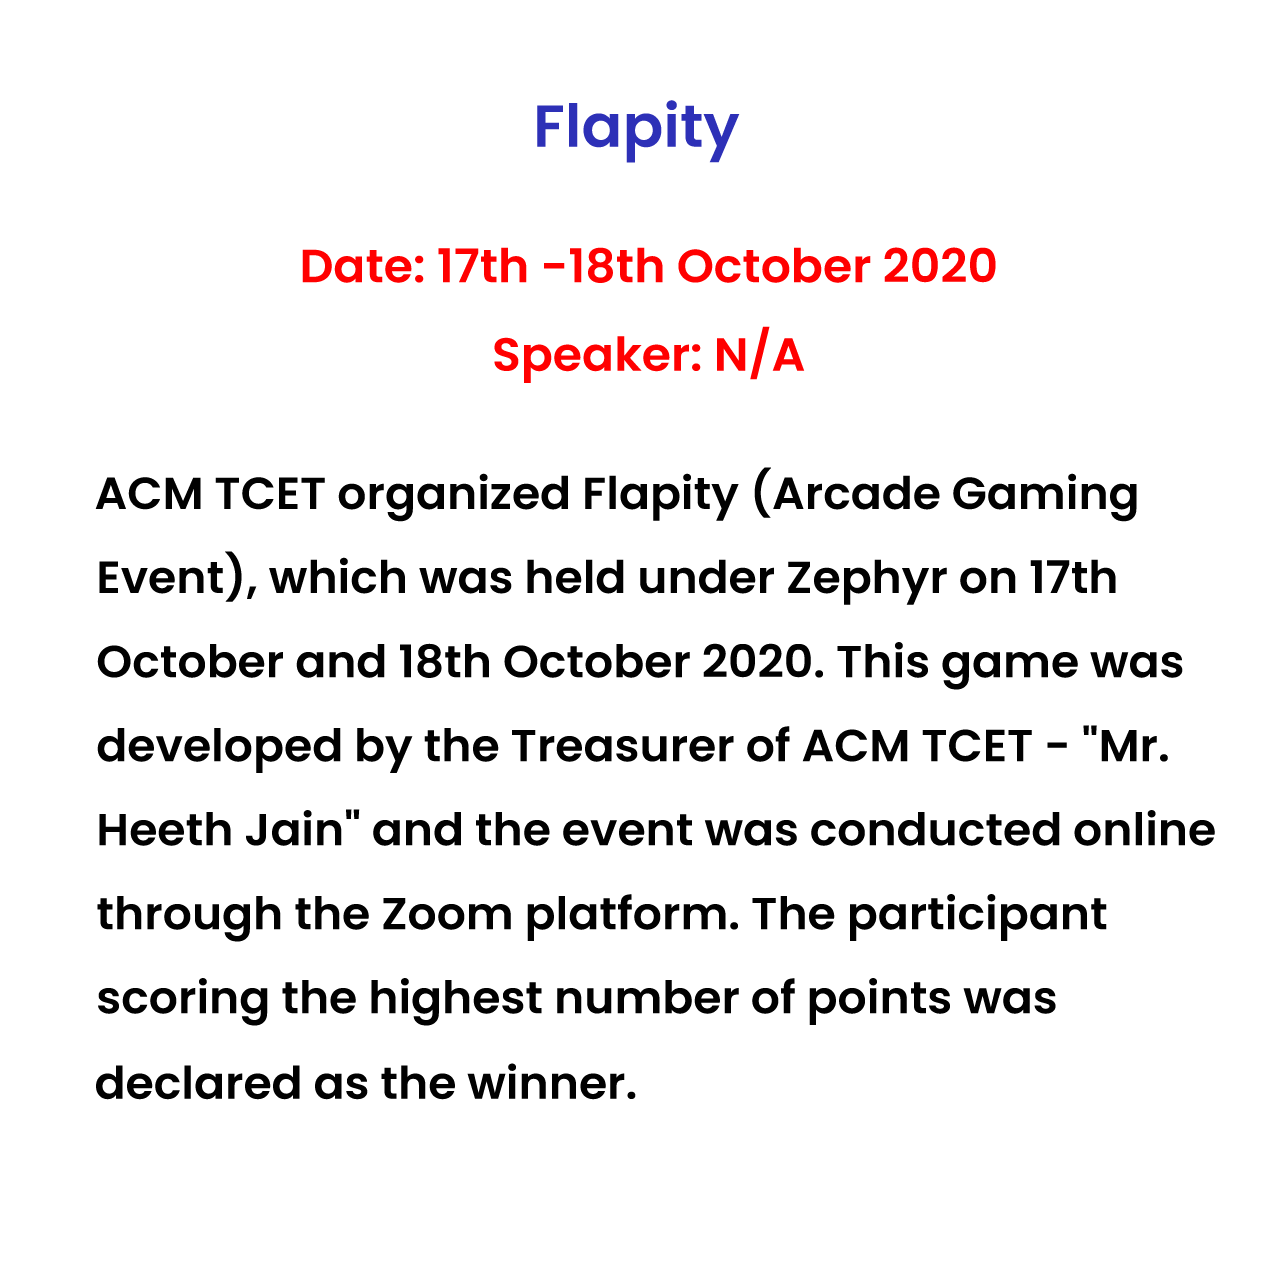 Flapity
Date: 17th -18th October 2020
Speaker: N/A
ACM TCET organized Flapity (Arcade Gaming
Event), which was held under Zephyr on 17th
October and 18th October 2020. This game was
developed by the Treasurer of ACM TCET - "Mr.
Heeth Jain" and the event was conducted online
through the Zoom platform. The participant
scoring the highest number of points was
declared as the winner.